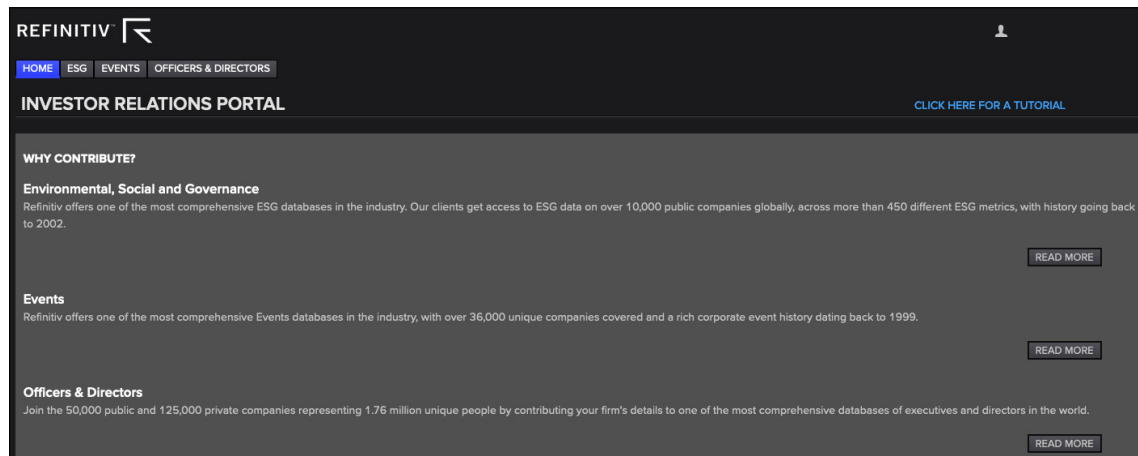 REFINITIV™
HOME ESG EVENTS OFFICERS & DIRECTORS
INVESTOR RELATIONS PORTAL
CLICK HERE FOR A TUTORIAL
WHY CONTRIBUTE?
Environmental, Social and Governance
Refinitiv offers one of the most comprehensive ESG databases in the industry. Our clients get access to ESG data on over 10,000 public companies globally, across more than 450 different ESG metrics, with history going back
to 2002.
READ MORE
Events
Refinitiv offers one of the most comprehensive Events databases in the industry, with over 36,000 unique companies covered and a rich corporate event history dating back to 1999.
READ MORE
Officers & Directors
Join the 50,000 public and 125,000 private companies representing 1.76 million unique people by contributing your firm's details to one of the most comprehensive databases of executives and directors in the world.
READ MORE